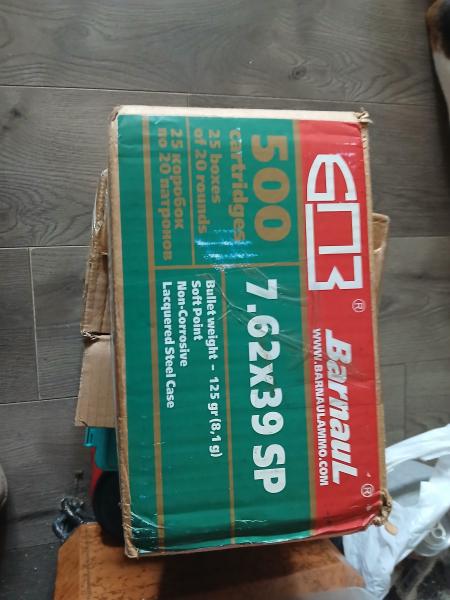 БПЗ®
Barnaul®
WWW.BARNAULAMMO.COM
500
cartridges
25 boxes
of 20 rounds
25 коробок
по 20 патронов
7.62x39 SP
Bullet weight – 125 gr (8,1 g)
Soft Point
Non-Corrosive
Lacquered Steel Case